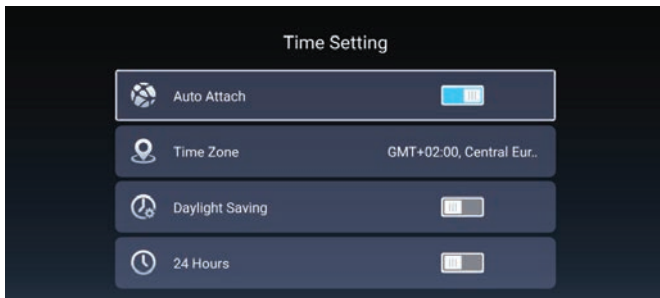 Time Setting
Auto Attach
Time Zone GMT+02:00, Central Eur..
Daylight Saving
24 Hours